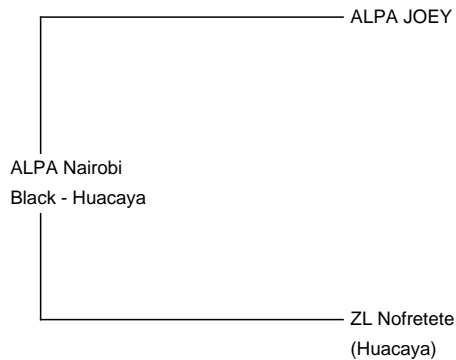 ALPA JOEY
ALPA Nairobi
Black - Huacaya
ZL Nofretete
(Huacaya)